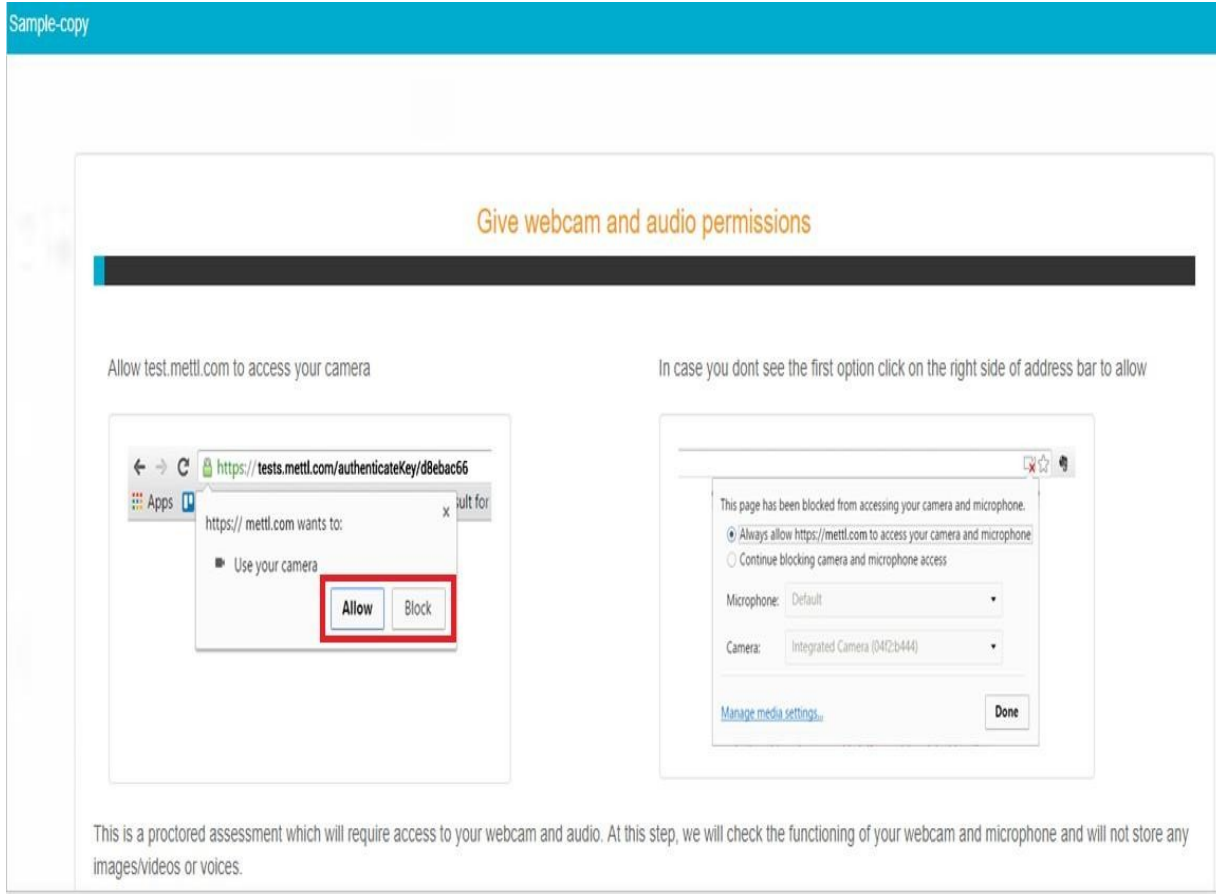 Sample-copy
Give webcam and audio permissions
Allow test.mettl.com to access your camera
https://tests.mettl.com/authenticateKey/d8ebac66
Apps
ult for
https:// mettl.com wants to:
x
Use your camera
Allow
Block
In case you dont see the first option click on the right side of address bar to allow
This page has been blocked from accessing your camera and microphone.
Always allow https://mettl.com to access your camera and microphone
Continue blocking camera and microphone access
Microphone: Default
Camera: Integrated Camera (04f2:b444)
Manage media settings...
Done
This is a proctored assessment which will require access to your webcam and audio. At this step, we will check the functioning of your webcam and microphone and will not store any
images/videos or voices.